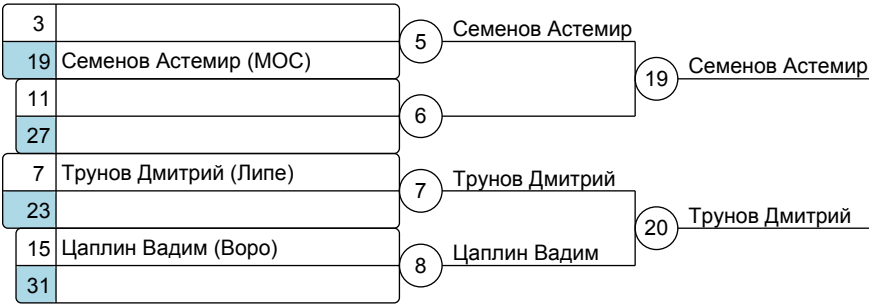 3
5
Семенов Астемир
19 Семенов Астемир (МОС)
19
Семенов Астемир
11
6
27
7 Трунов Дмитрий (Липе)
7
Трунов Дмитрий
23
20
Трунов Дмитрий
15 Цаплин Вадим (Воро)
8
Цаплин Вадим
31